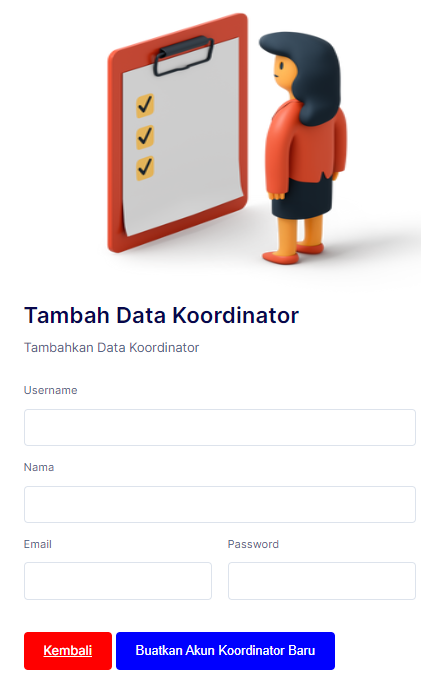 Tambah Data Koordinator
Tambahkan Data Koordinator
Username
Nama
Email Password
Kembali Buatkan Akun Koordinator Baru